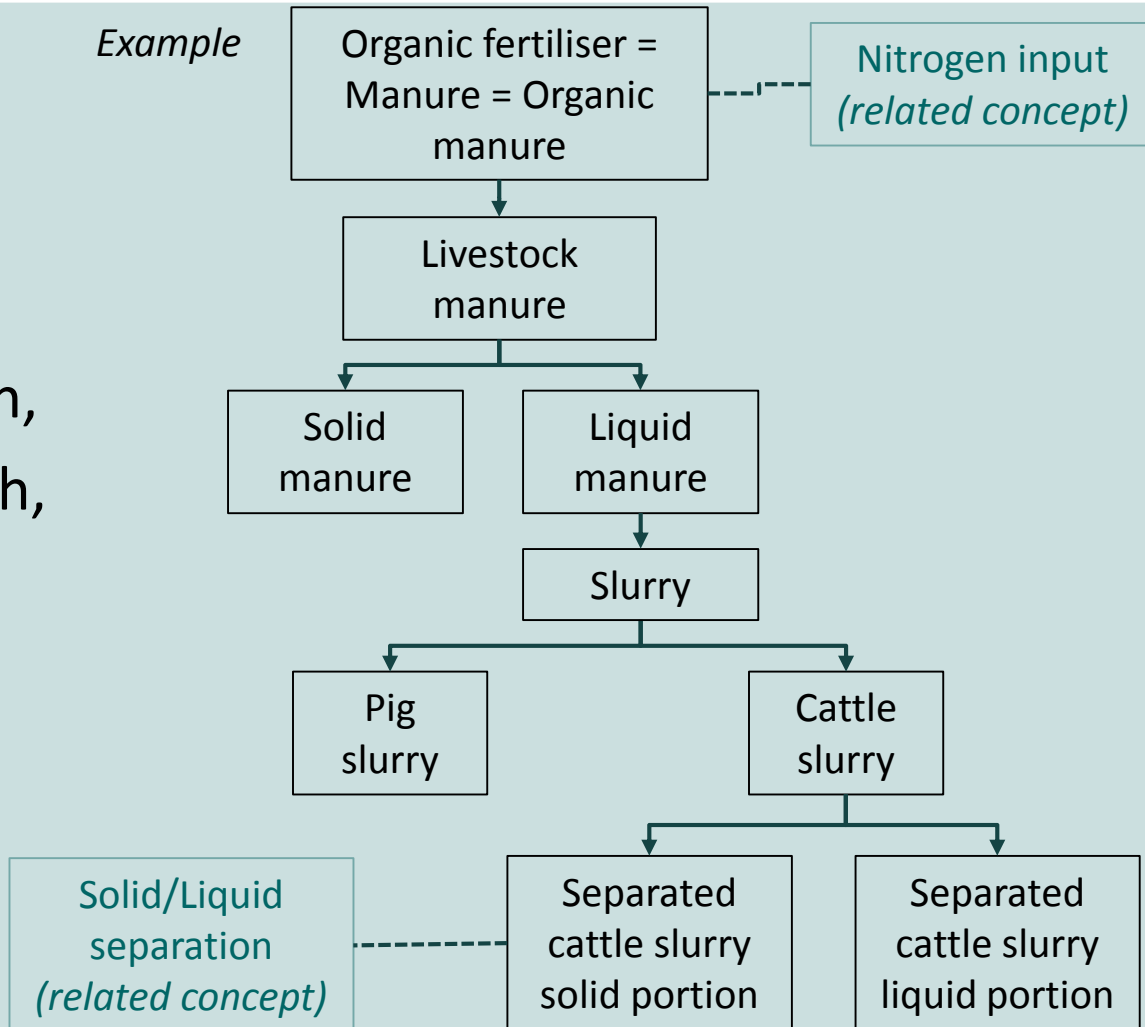 Example
Organic fertiliser =
Manure = Organic
manure
Nitrogen input
(related concept)
Livestock
manure
n,
h,
Solid
manure
Liquid
manure
Slurry
Pig
slurry
Cattle
slurry
Solid/Liquid
separation
(related concept)
Separated
cattle slurry
solid portion
Separated
cattle slurry
liquid portion